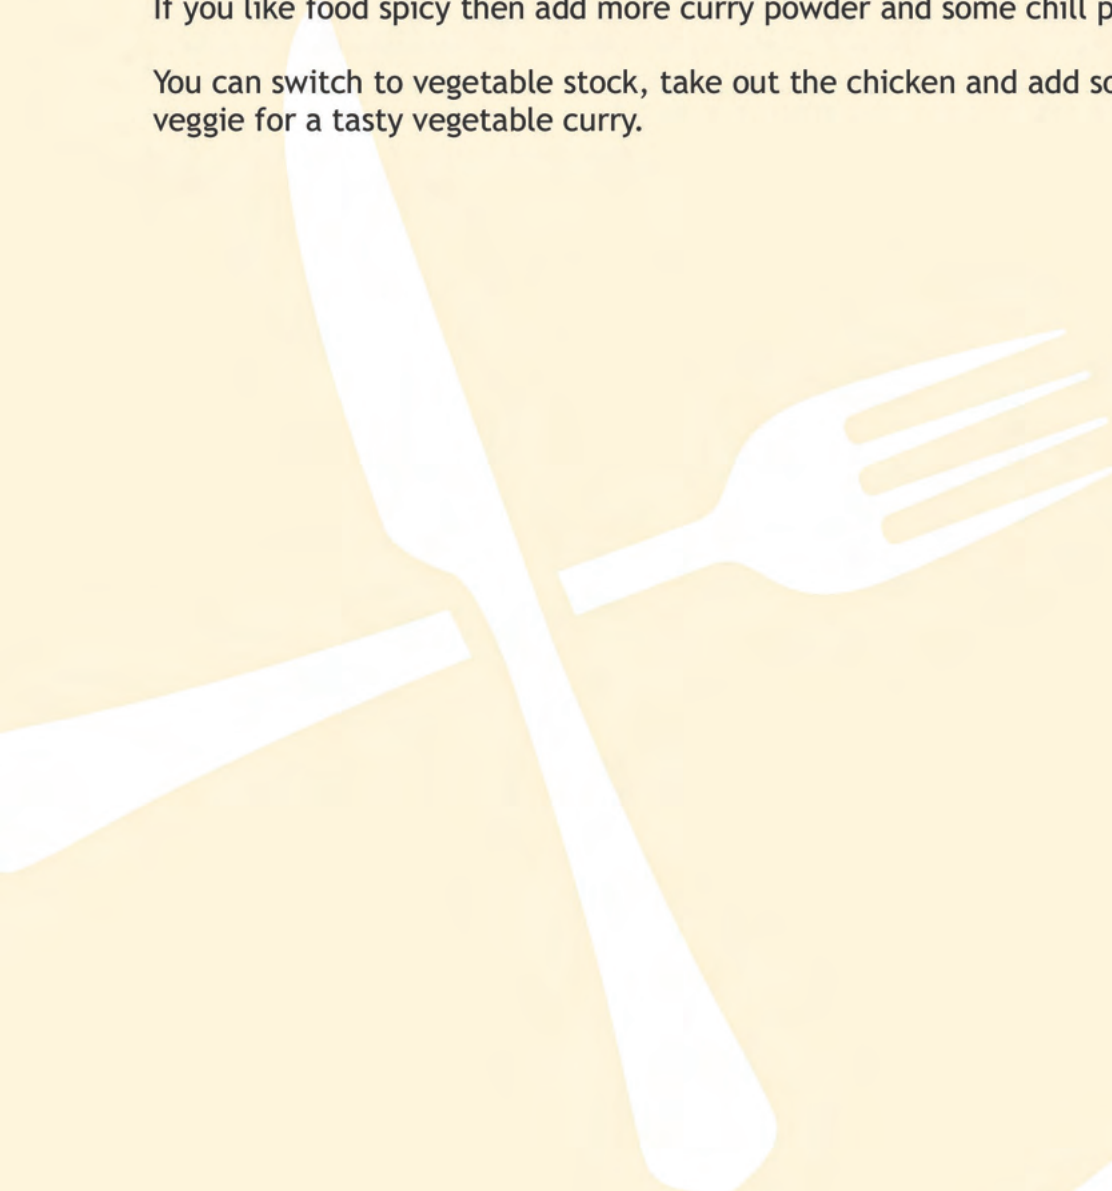 If you like food spicy then add more curry powder and some chill
You can switch to vegetable stock, take out the chicken and add
veggie for a tasty vegetable curry.